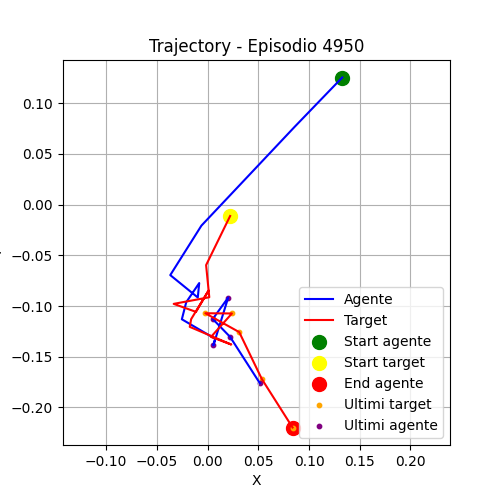 Trajectory - Episodio 4950
0.10
0.05
0.00
−0.05
−0.10
−0.15
−0.20
−0.10
−0.05
0.00
0.05
0.10
0.15
0.20
X
Agente
Target
Start agente
Start target
End agente
Ultimi target
Ultimi agente